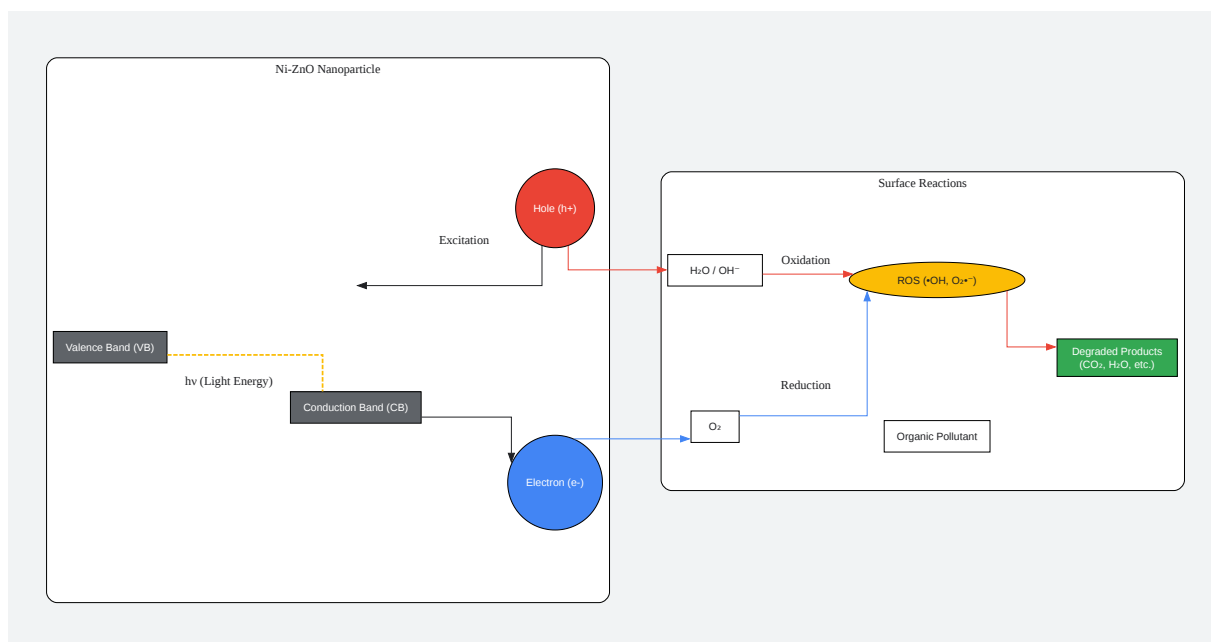 Ni-ZnO Nanoparticle
Hole (h+)
Excitation
Valence Band (VB)
hν (Light Energy)
Conduction Band (CB)
Electron (e-)
Surface Reactions
H₂O / OH⁻
Oxidation
ROS (•OH, O₂•⁻)
Degraded Products
(CO₂, H₂O, etc.)
Reduction
O₂
Organic Pollutant